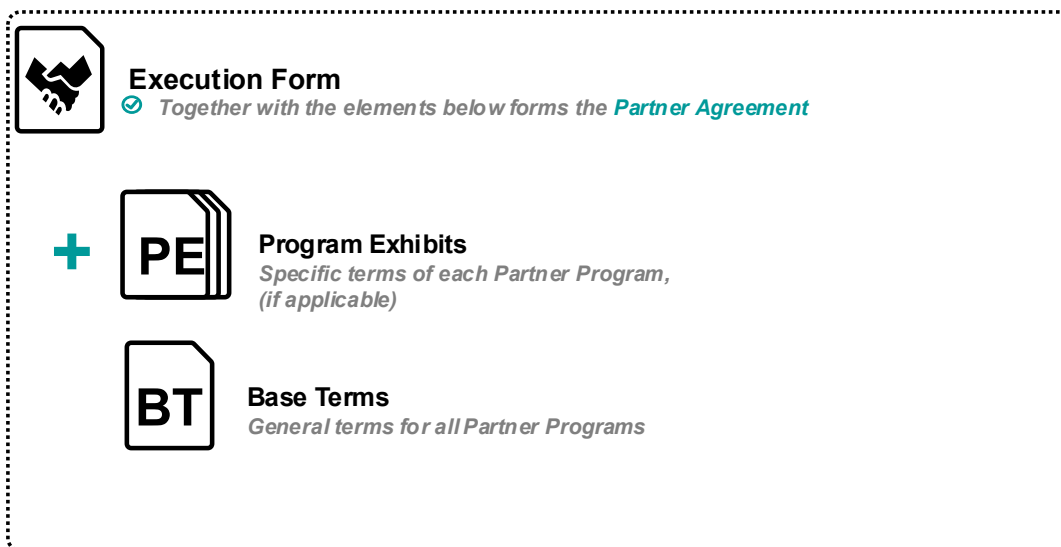 Execution Form
Together with the elements below forms the Partner Agreement
PE
Program Exhibits
Specific terms of each Partner Program,
(if applicable)
BT
Base Terms
General terms for all Partner Programs